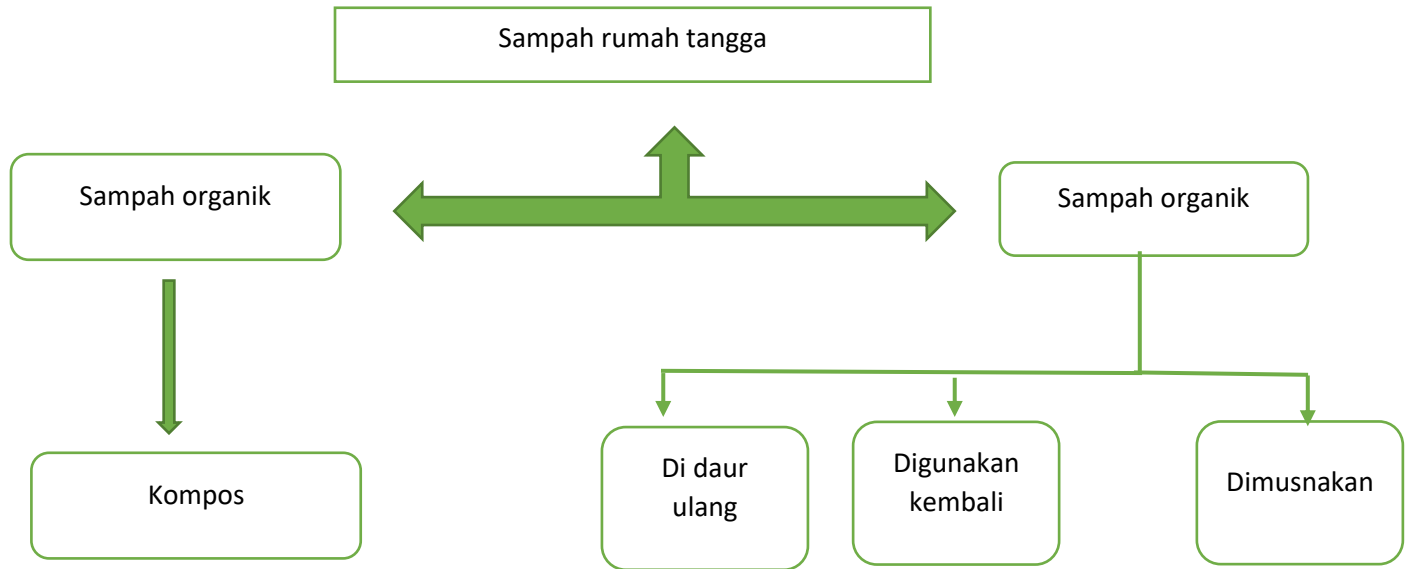 Sampah rumah tangga
Sampah organik
Sampah organik
Kompos
Di daur
ulang
Digunakan
kembali
Dimusnakan